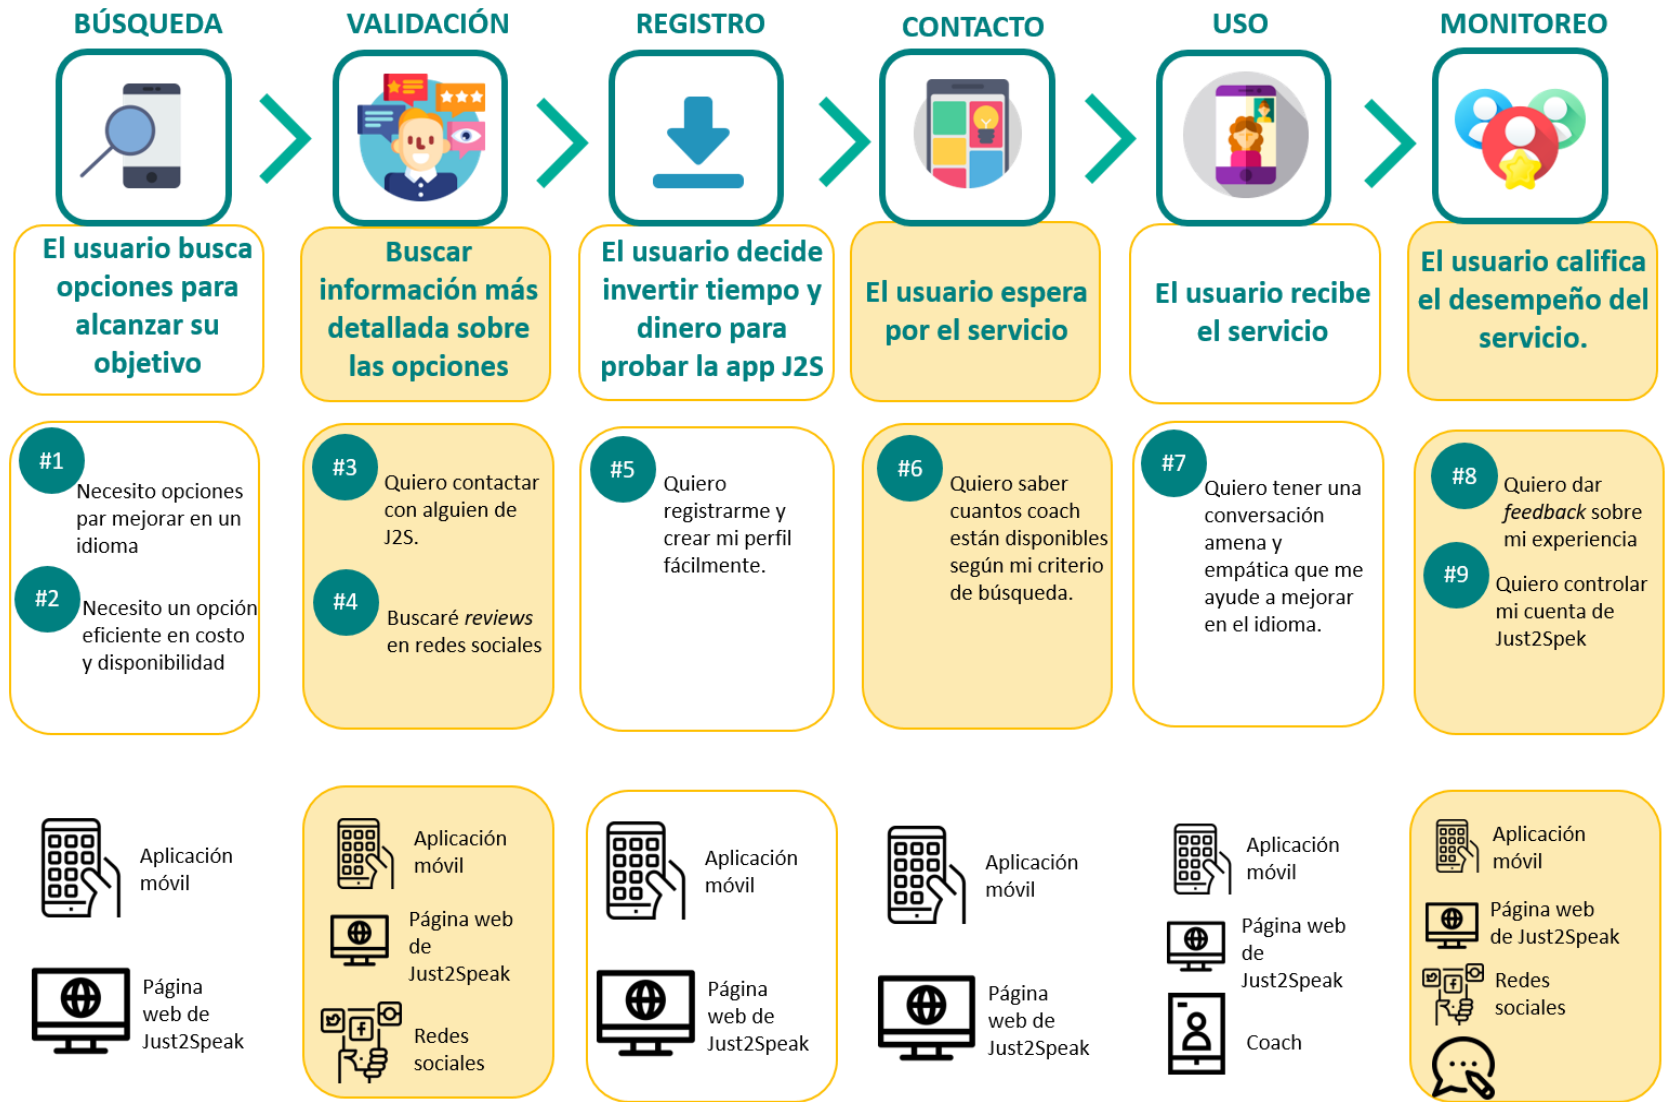 BÚSQUEDA
VALIDACIÓN
REGISTRO
CONTACTO
USO
MONITOREO
El usuario busca
opciones para
alcanzar su
objetivo
Buscar
información más
detallada sobre
las opciones
El usuario decide
invertir tiempo y
dinero para
probar la app J2S
El usuario espera
por el servicio
El usuario recibe
el servicio
El usuario califica
el desempeño del
servicio.
#1
Necesito opciones
par mejorar en un
idioma
#2
Necesito un opción
eficiente en costo
y disponibilidad
#3
Quiero contactar
con alguien de
J2S.
#4
Buscaré reviews
en redes sociales
#5
Quiero
registrarme y
crear mi perfil
fácilmente.
#6
Quiero saber
cuantos coach
están disponibles
según mi criterio
de búsqueda.
#7
Quiero tener una
conversación
amena y
empática que me
ayude a mejorar
en el idioma.
#8
Quiero dar
feedback sobre
mi experiencia
#9
Quiero controlar
mi cuenta de
Just2Spek
Aplicación
móvil
Página
web de
Just2Speak
Aplicación
móvil
Página web
de
Just2Speak
Redes
sociales
Aplicación
móvil
Página
web de
Just2Speak
Aplicación
móvil
Página
web de
Just2Speak
Aplicación
móvil
Página web
de
Just2Speak
Coach
Aplicación
móvil
Página web
de Just2Speak
Redes
sociales